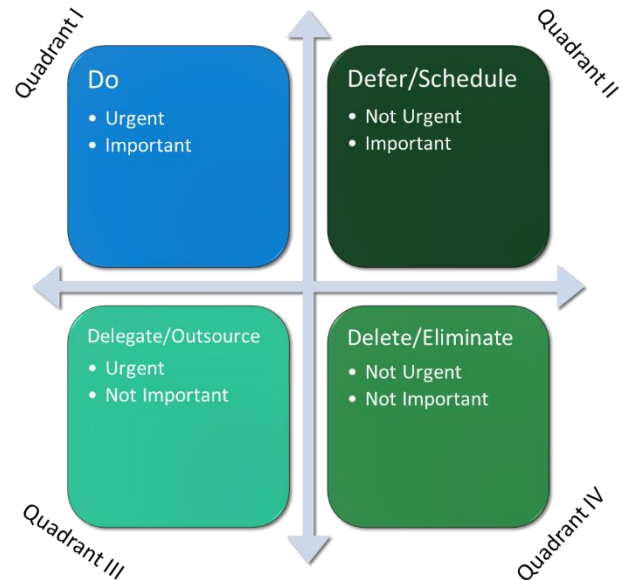 Quadrant I
Do
• Urgent
• Important
Quadrant II
Defer/Schedule
• Not Urgent
• Important
Quadrant III
Delegate/Outsource
• Urgent
• Not Important
Quadrant IV
Delete/Eliminate
• Not Urgent
• Not Important